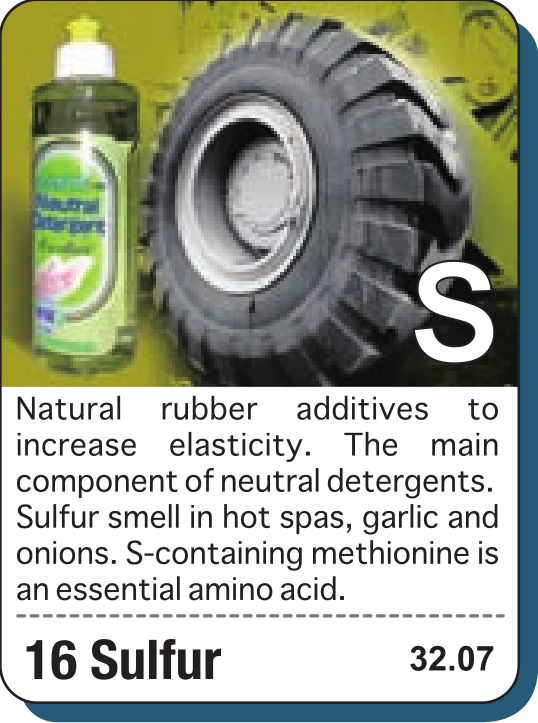 Neutral
Detergent
S
Natural rubber additives to
increase elasticity. The main
component of neutral detergents.
Sulfur smell in hot spas, garlic and
onions. S-containing methionine is
an essential amino acid.
16 Sulfur 32.07